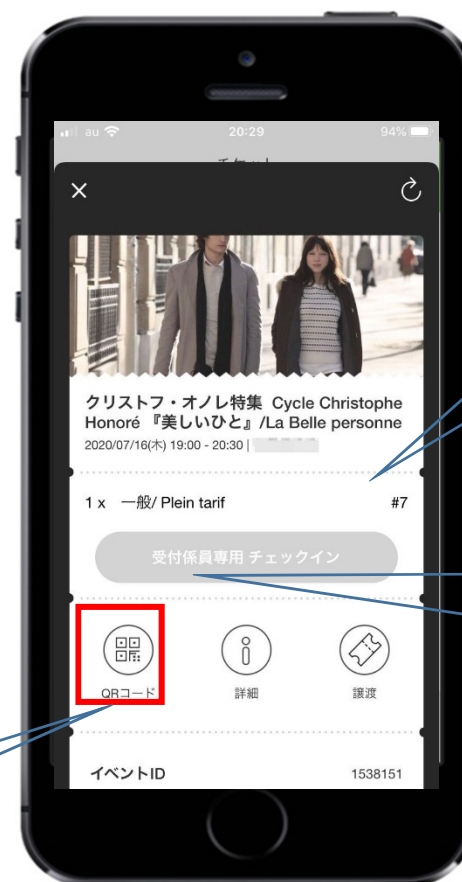 au 20:29 94%
チケット
クリストフ・オノレ特集 Cycle Christophe
Honoré 『美しいひと』/La Belle personne
2020/07/16(木) 19:00 - 20:30 |
1 x 一般/ Plein tarif #7
受付係員専用 チェックイン
QRコード 詳細 譲渡
イベントID 1538151